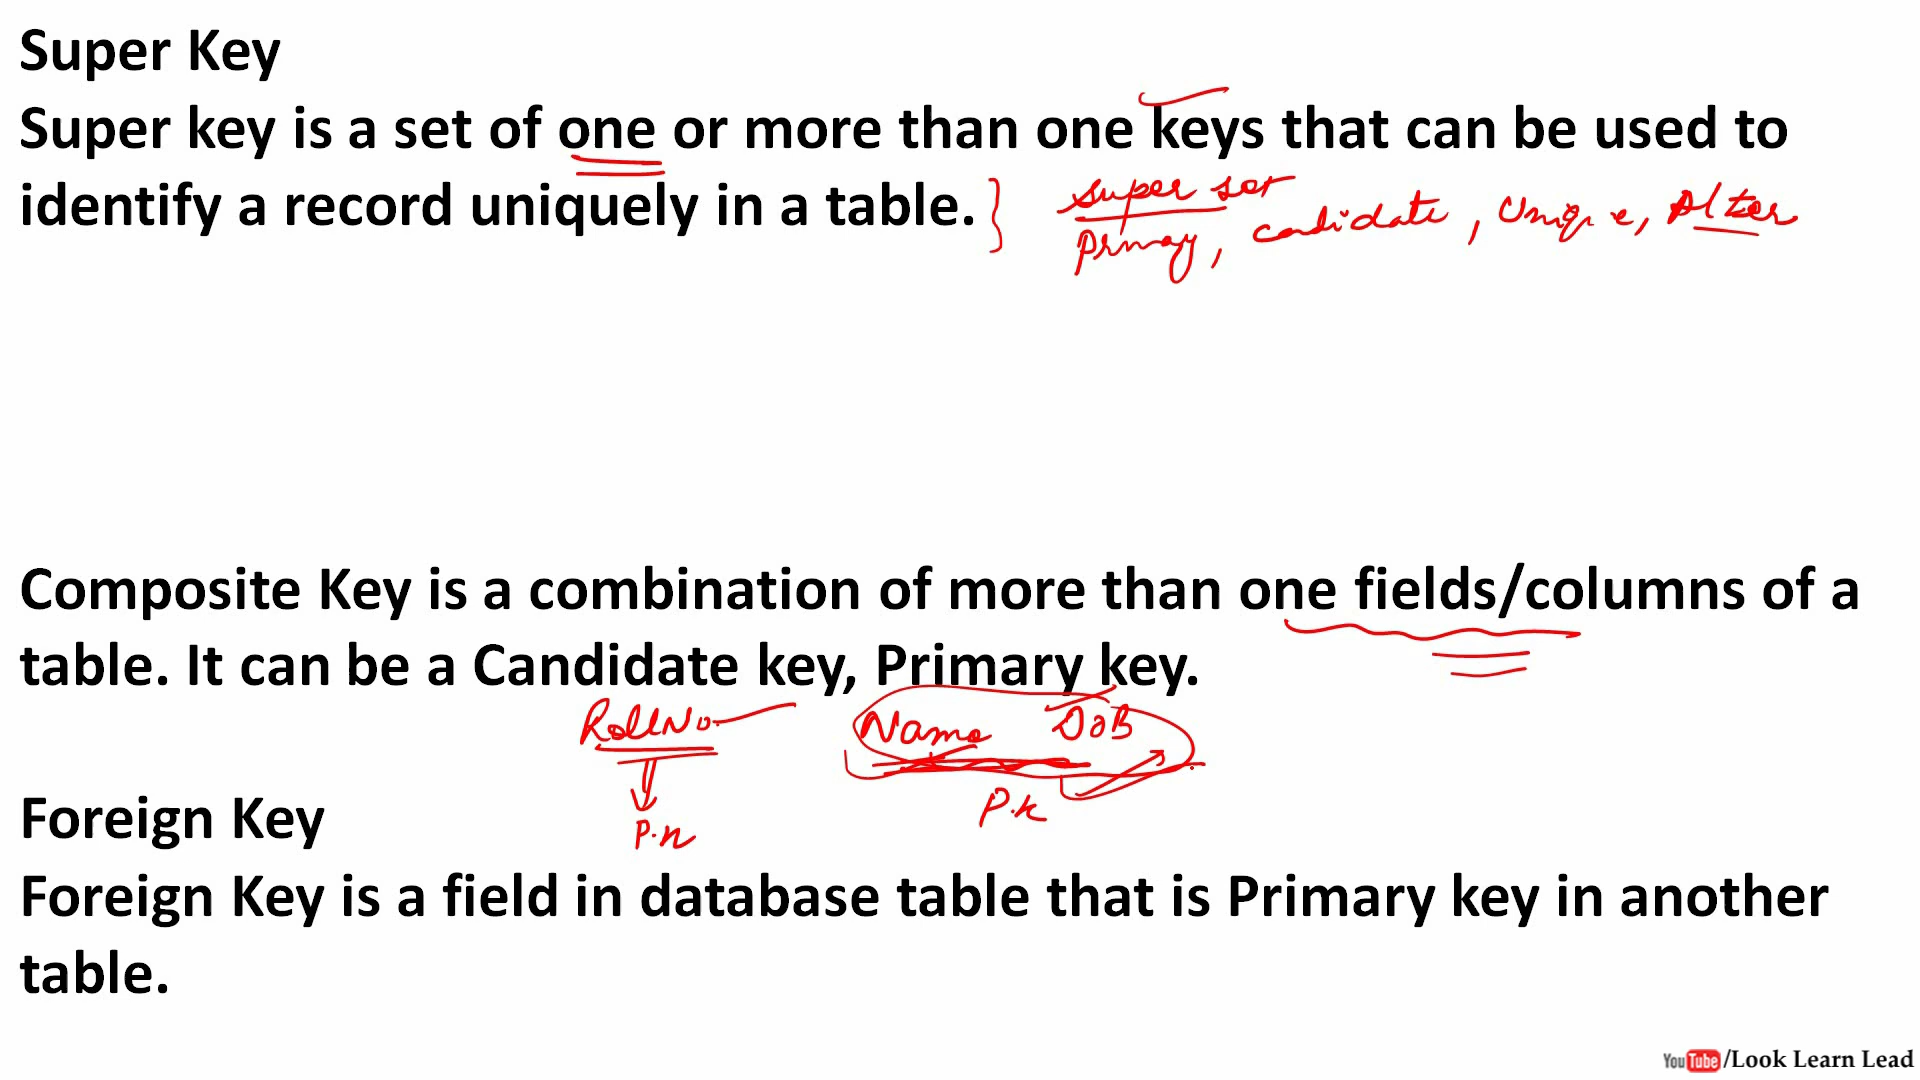 Super Key
Super key is a set of one or more than one keys that can be used to
identify a record uniquely in a table.
super set
Prmay, candidate, Unique, Alter
Composite Key is a combination of more than one fields/columns of a
table. It can be a Candidate key, Primary key.
RollNo. Name DOB
P.K
P.K
Foreign Key
Foreign Key is a field in database table that is Primary key in another
table.
YouTube/Look Learn Lead